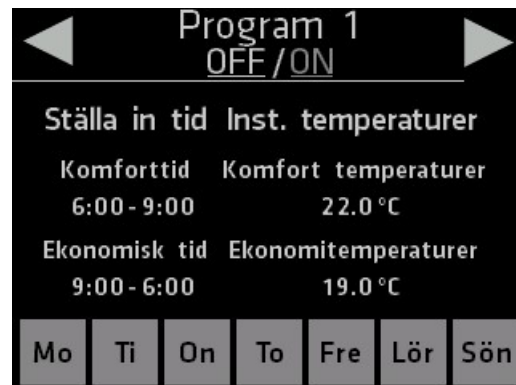 Program 1
OFF/ON
Ställa in tid Inst. temperaturer
Komforttid Komfort temperaturer
6:00-9:00 22.0°C
Ekonomisk tid Ekonomitemperaturer
9:00-6:00 19.0°C
Mo Ti On To Fre Lör Sön